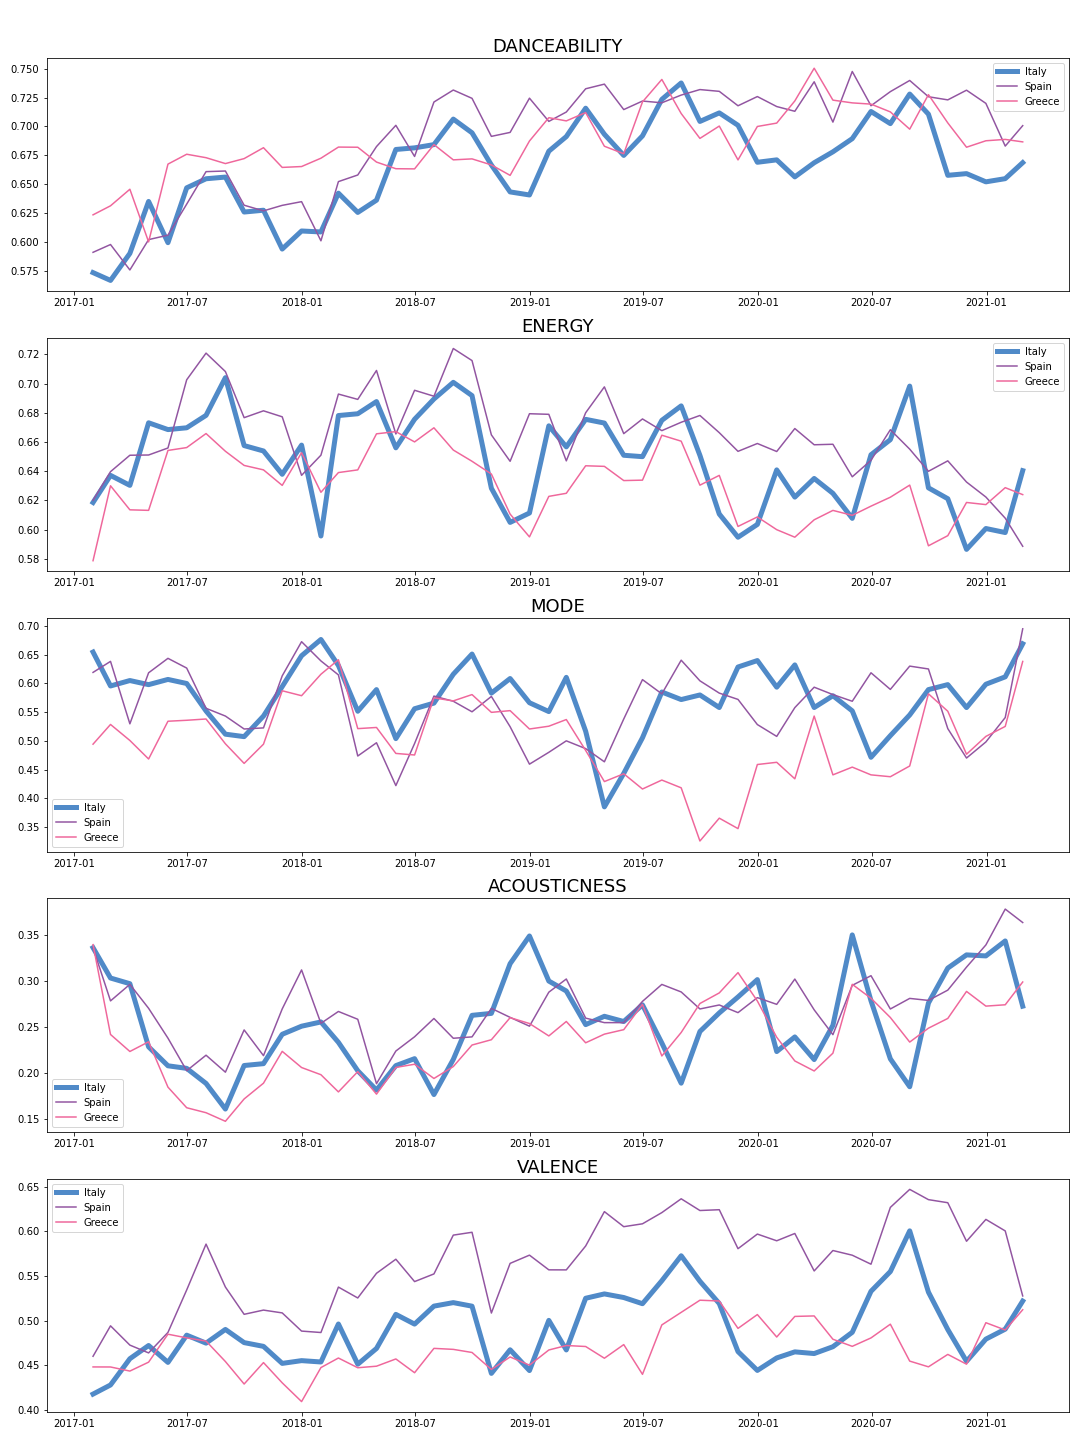 DANCEABILITY
0.750
0.725
0.700
0.675
0.650
0.625
0.600
0.575
Italy
Spain
Greece
2017-01 2017-07 2018-01 2018-07 2019-01 2019-07 2020-01 2020-07 2021-01
ENERGY
0.72
0.70
0.68
0.66
0.64
0.62
0.60
0.58
Italy
Spain
Greece
2017-01 2017-07 2018-01 2018-07 2019-01 2019-07 2020-01 2020-07 2021-01
MODE
0.70
0.65
0.60
0.55
0.50
0.45
0.40
0.35
Italy
Spain
Greece
2017-01 2017-07 2018-01 2018-07 2019-01 2019-07 2020-01 2020-07 2021-01
ACOUSTICNESS
0.35
0.30
0.25
0.20
0.15
Italy
Spain
Greece
2017-01 2017-07 2018-01 2018-07 2019-01 2019-07 2020-01 2020-07 2021-01
VALENCE
0.65
0.60
0.55
0.50
0.45
0.40
Italy
Spain
Greece
2017-01 2017-07 2018-01 2018-07 2019-01 2019-07 2020-01 2020-07 2021-01